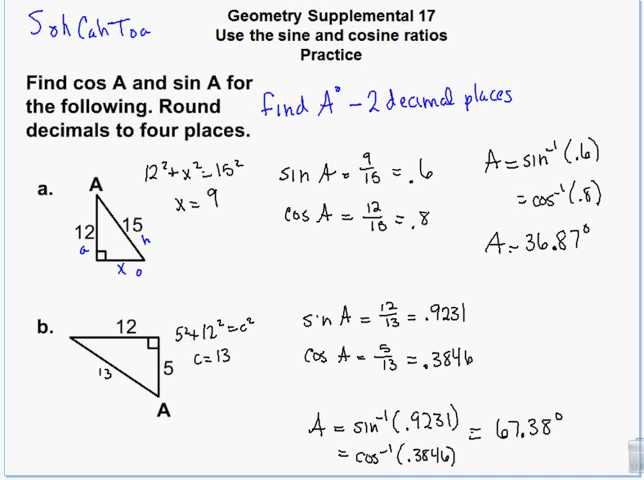 Soh Cah Toa
Geometry Supplemental 17
Use the sine and cosine ratios
Practice
Find cos A and sin A for
the following. Round
decimals to four places.
find A° - 2 decimal places
a.
A
12
15
a
h
x
o
12²+x²=15²
x = 9
sin A = 9/15 = .6
cos A = 12/15 = .8
A = sin⁻¹(.6)
= cos⁻¹(.8)
A = 36.87°
b.
12
13
5
A
5²+12²=c²
c=13
sin A = 12/13 = .9231
cos A = 5/13 = .3846
A = sin⁻¹(.9231) = 67.38°
= cos⁻¹(.3846)